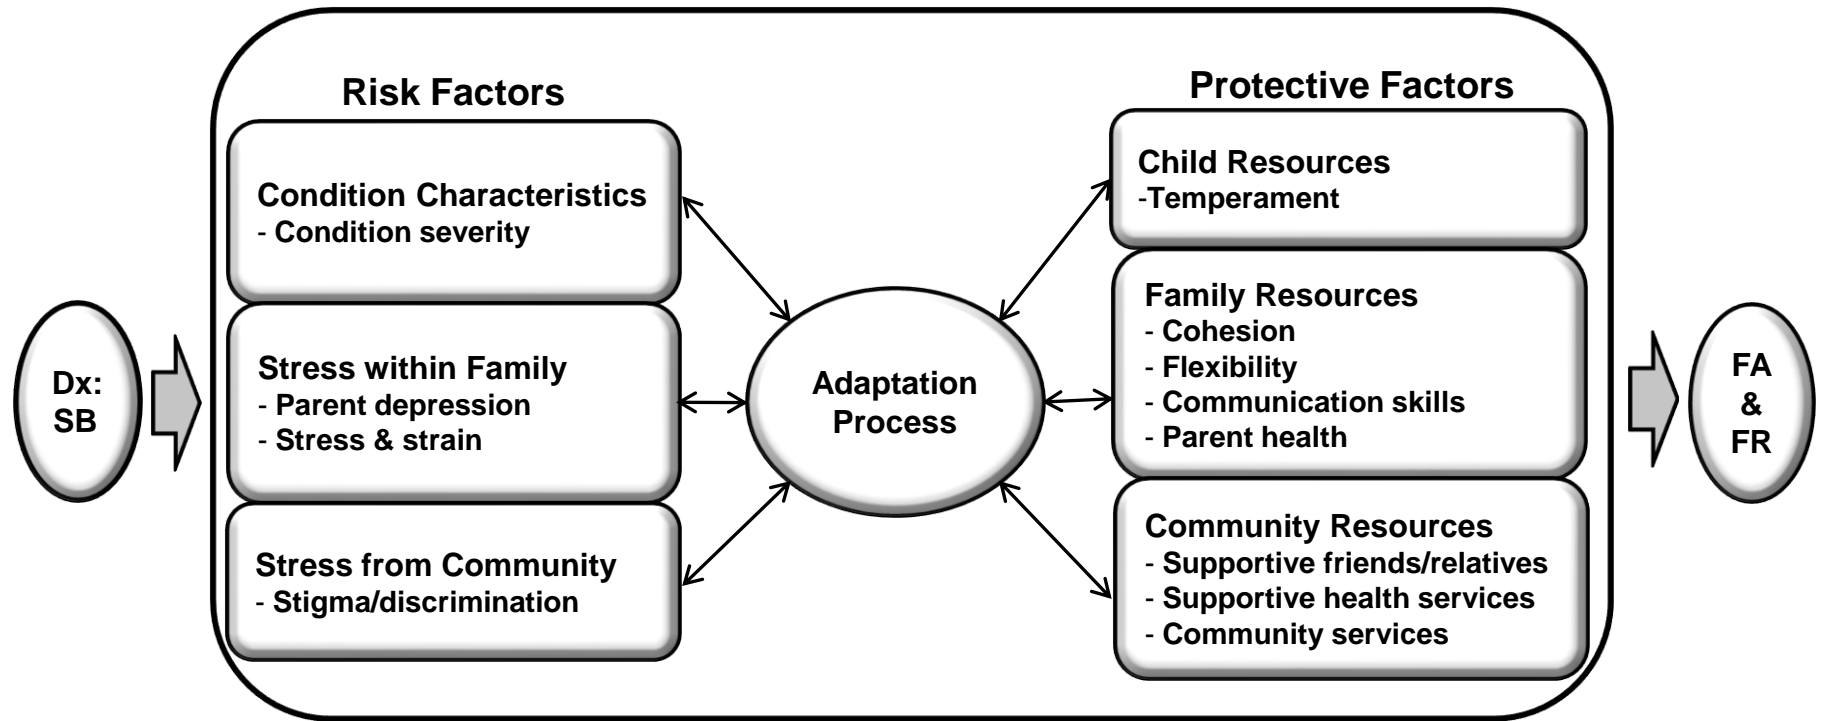 Dx:
SB
Risk Factors
Condition Characteristics
- Condition severity
Stress within Family
- Parent depression
- Stress & strain
Stress from Community
- Stigma/discrimination
Adaptation
Process
Protective Factors
Child Resources
-Temperament
Family Resources
- Cohesion
- Flexibility
- Communication skills
- Parent health
Community Resources
- Supportive friends/relatives
- Supportive health services
- Community services
FA
&
FR